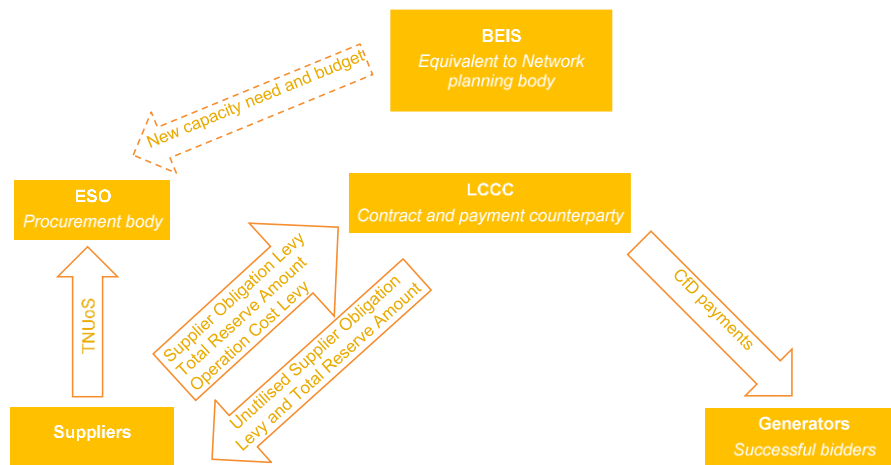 BEIS
Equivalent to Network
planning body
New capacity need and budget
ESO
Procurement body
LCCC
Contract and payment counterparty
Supplier Obligation Levy
Total Reserve Amount
Operation Cost Levy
Unutilised Supplier Obligation
Levy and Total Reserve Amount
TNUoS
CfD payments
Suppliers
Generators
Successful bidders